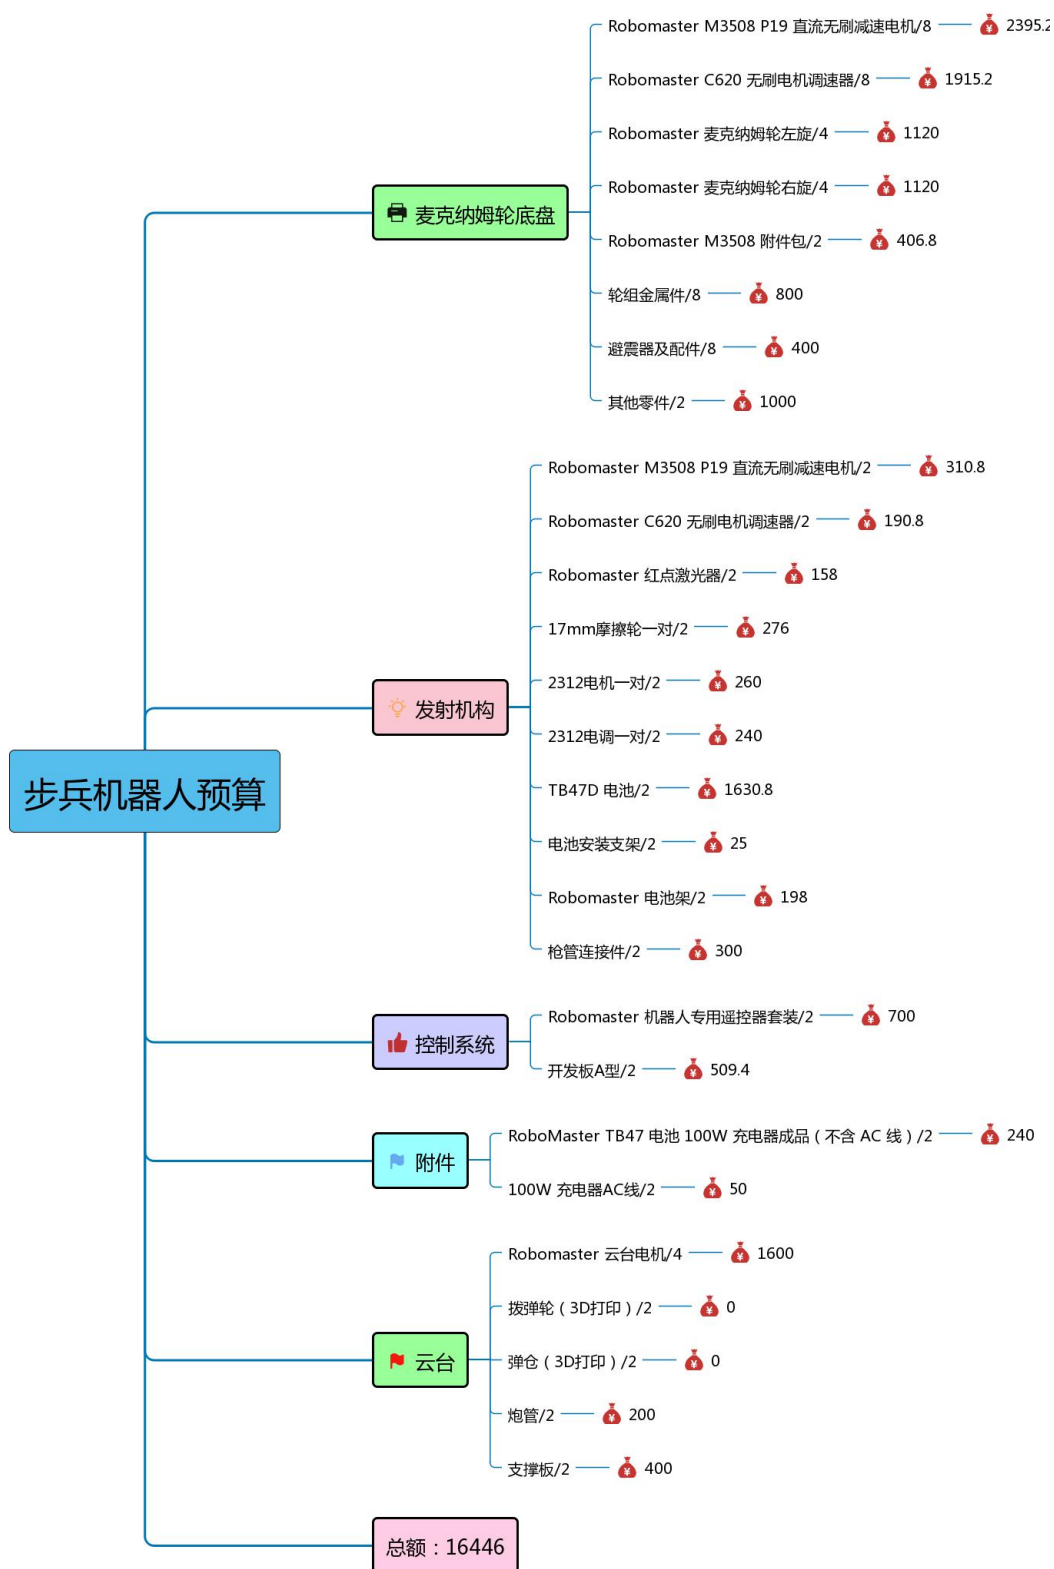 步兵机器人预算
麦克纳姆轮底盘
Robomaster M3508 P19 直流无刷减速电机/8 ¥ 2395.2
Robomaster C620 无刷电机调速器/8 ¥ 1915.2
Robomaster 麦克纳姆轮左旋/4 ¥ 1120
Robomaster 麦克纳姆轮右旋/4 ¥ 1120
Robomaster M3508 附件包/2 ¥ 406.8
轮组金属件/8 ¥ 800
避震器及配件/8 ¥ 400
其他零件/2 ¥ 1000
发射机构
Robomaster M3508 P19 直流无刷减速电机/2 ¥ 310.8
Robomaster C620 无刷电机调速器/2 ¥ 190.8
Robomaster 红点激光器/2 ¥ 158
17mm摩擦轮一对/2 ¥ 276
2312电机一对/2 ¥ 260
2312电调一对/2 ¥ 240
TB47D 电池/2 ¥ 1630.8
电池安装支架/2 ¥ 25
Robomaster 电池架/2 ¥ 198
枪管连接件/2 ¥ 300
控制系统
Robomaster 机器人专用遥控器套装/2 ¥ 700
开发板A型/2 ¥ 509.4
附件
RoboMaster TB47 电池 100W 充电器成品（不含 AC 线）/2 ¥ 240
100W 充电器AC线/2 ¥ 50
云台
Robomaster 云台电机/4 ¥ 1600
拨弹轮（3D打印）/2 ¥ 0
弹仓（3D打印）/2 ¥ 0
炮管/2 ¥ 200
支撑板/2 ¥ 400
总额：16446